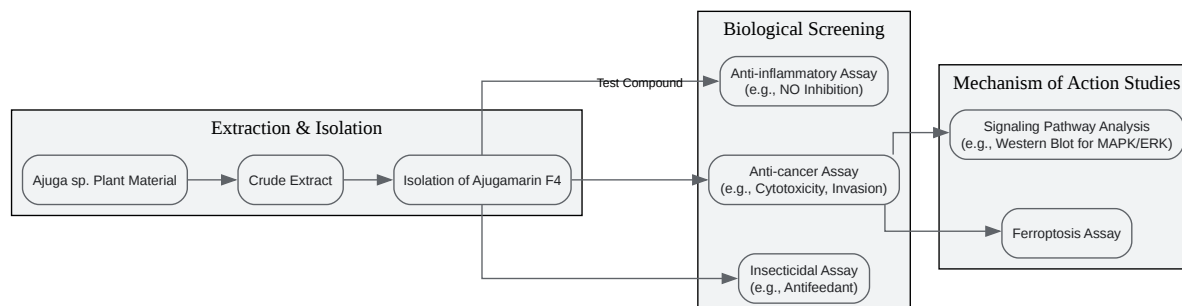 Extraction & Isolation
Ajuga sp. Plant Material
Crude Extract
Isolation of Ajugamarin F4
Test Compound
Biological Screening
Anti-inflammatory Assay
(e.g., NO Inhibition)
Anti-cancer Assay
(e.g., Cytotoxicity, Invasion)
Insecticidal Assay
(e.g., Antifeedant)
Mechanism of Action Studies
Signaling Pathway Analysis
(e.g., Western Blot for MAPK/ERK)
Ferroptosis Assay